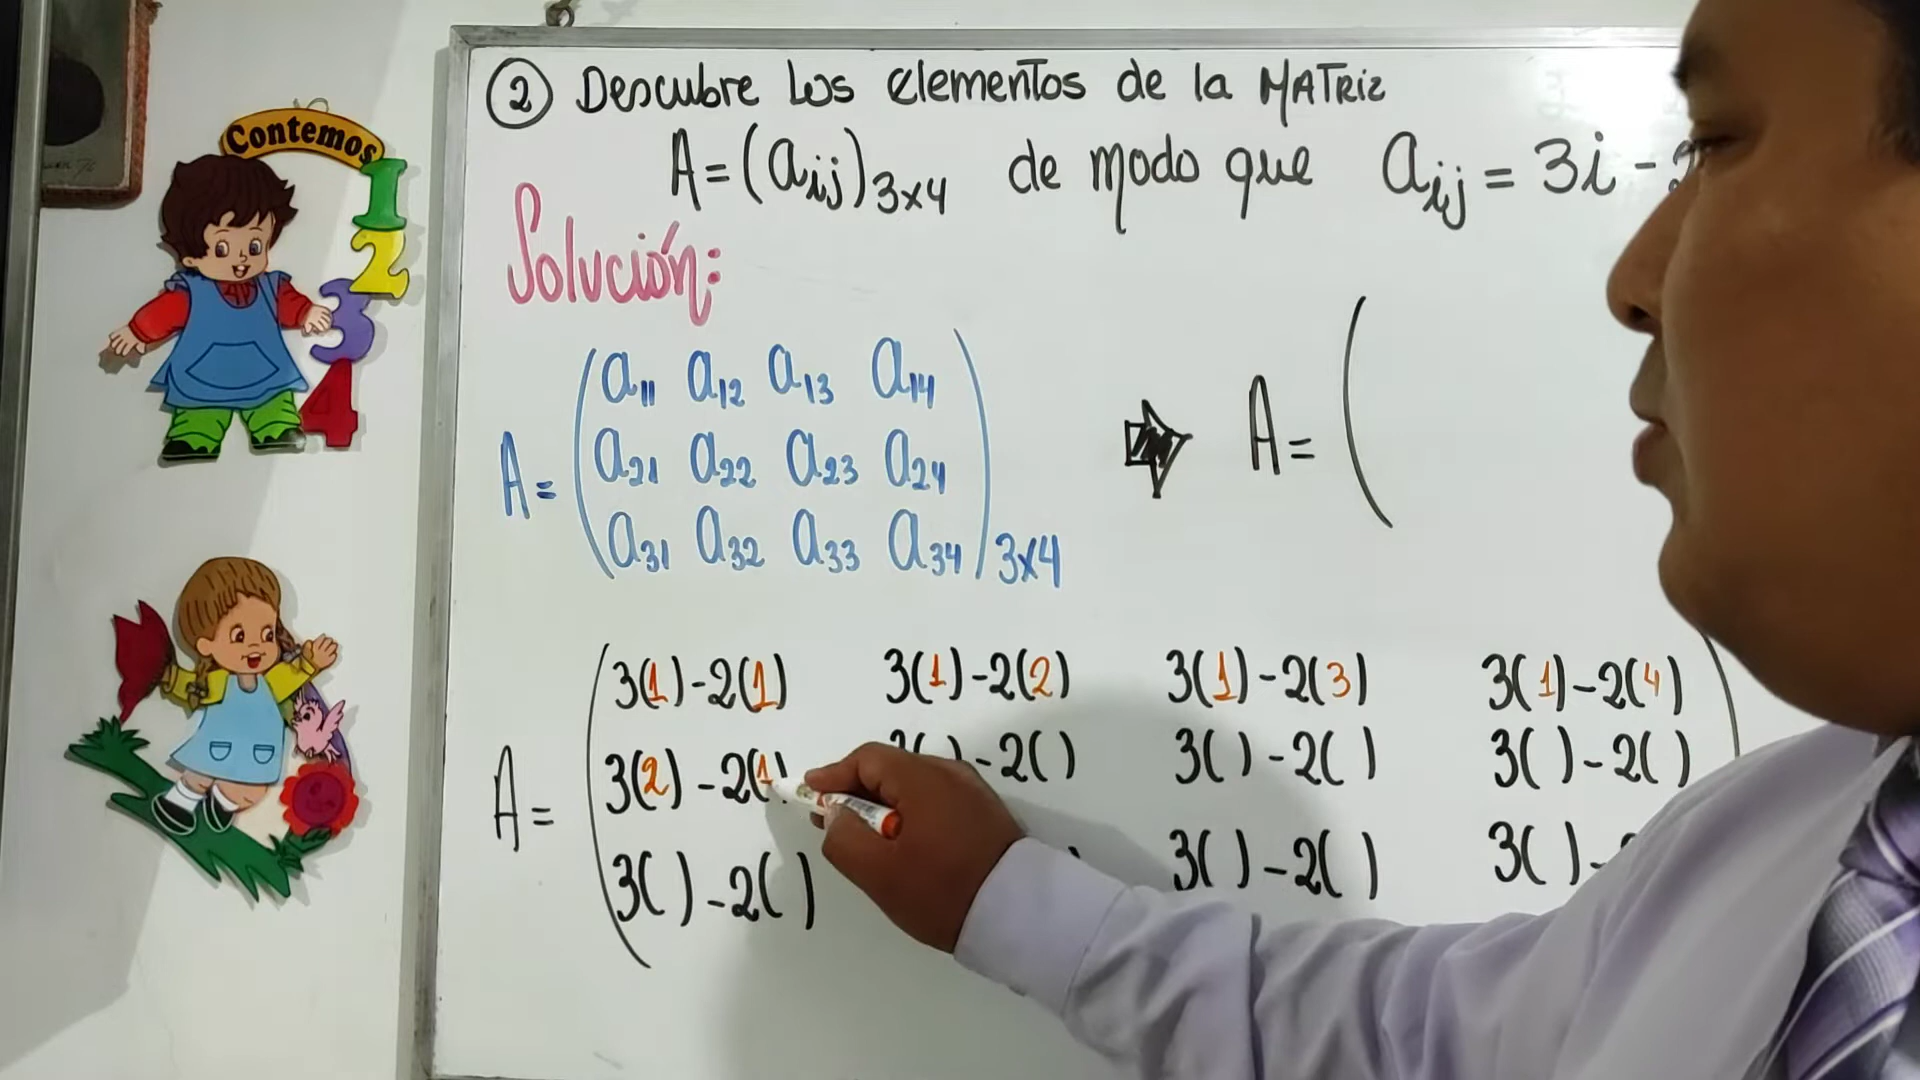 Contemos
1
2
3
4
② Descubre los elementos de la MATRIZ
A = (aij)3x4 de modo que aij = 3i - 2
Solución:
a11 a12 a13 a14
A = a21 a22 a23 a24
a31 a32 a33 a34 3x4
A = (
3(1) - 2(1) 3(1) - 2(2) 3(1) - 2(3) 3(1) - 2(4)
A = 3(2) - 2(1) 3( ) - 2( ) 3( ) - 2( ) 3( ) - 2( )
3( ) - 2( ) 3( ) - 2( ) 3( ) -